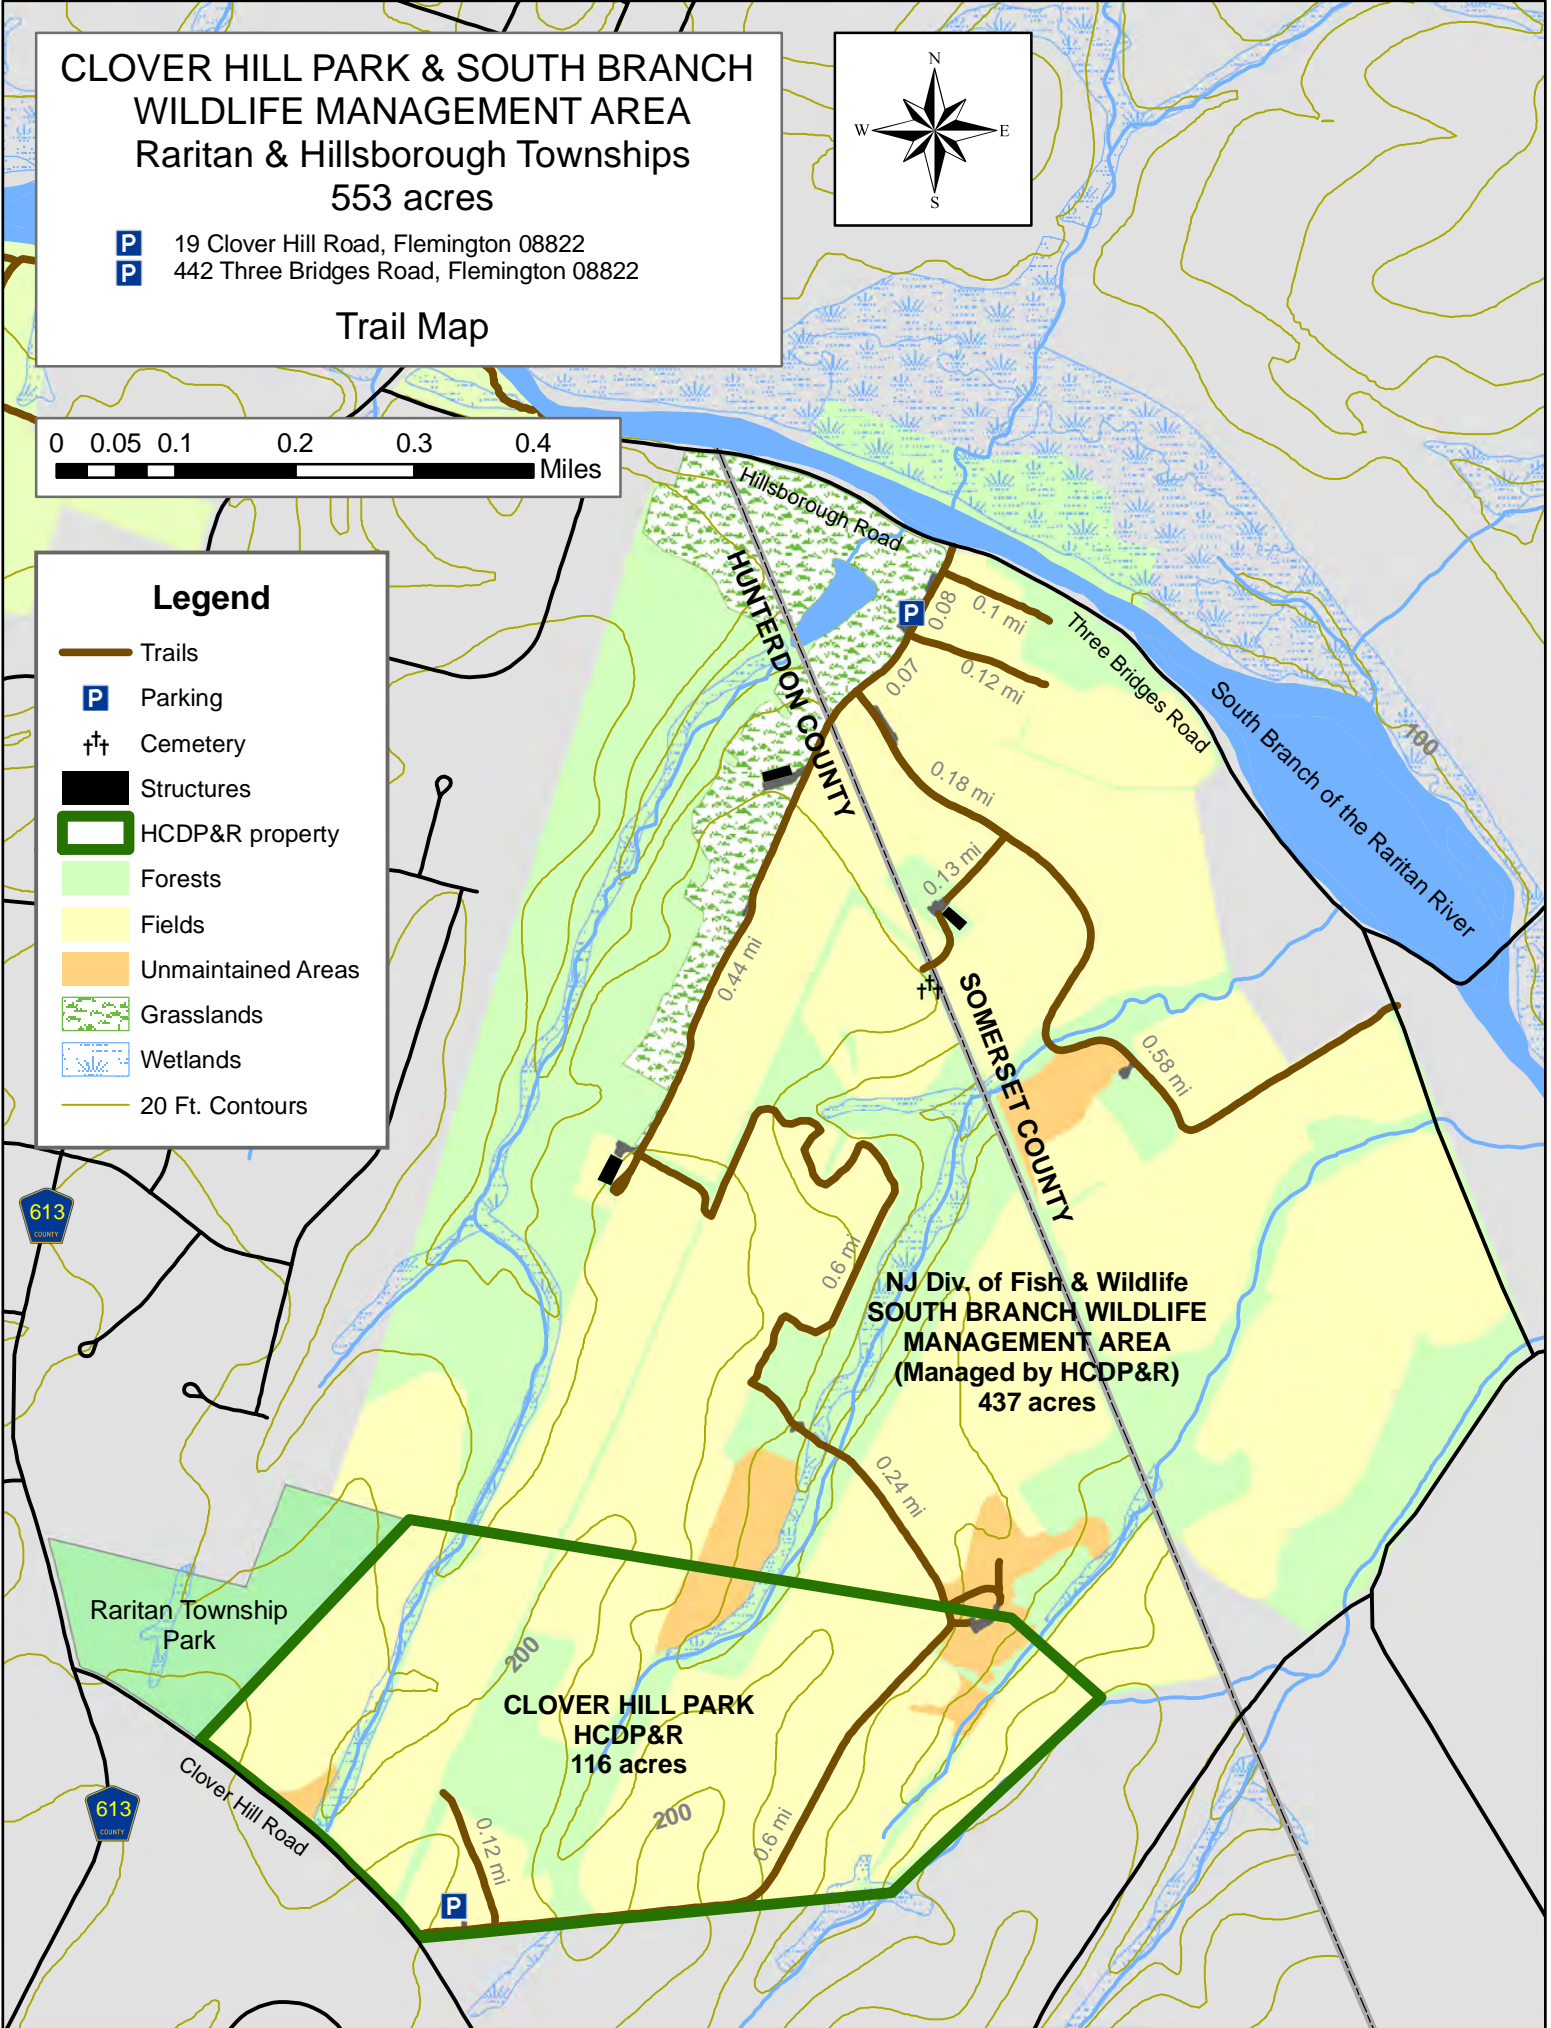 CLOVER HILL PARK & SOUTH BRANCH
WILDLIFE MANAGEMENT AREA
Raritan & Hillsborough Townships
553 acres
P 19 Clover Hill Road, Flemington 08822
P 442 Three Bridges Road, Flemington 08822
Trail Map
N
W E
S
0 0.05 0.1 0.2 0.3 0.4
Miles
Legend
Trails
P Parking
Cemetery
Structures
HCDP&R property
Forests
Fields
Unmaintained Areas
Grasslands
Wetlands
20 Ft. Contours
Hillsborough Road
HUNTERDON COUNTY
P
0.08
0.1 mi
0.12 mi
0.07
Three Bridges Road
South Branch of the Raritan River
100
0.18 mi
0.13 mi
0.44 mi
SOMERSET COUNTY
0.58 mi
613
COUNTY
0.6 mi
NJ Div. of Fish & Wildlife
SOUTH BRANCH WILDLIFE
MANAGEMENT AREA
(Managed by HCDP&R)
437 acres
0.24 mi
Raritan Township
Park
200
CLOVER HILL PARK
HCDP&R
116 acres
Clover Hill Road
613
COUNTY
200
0.12 mi
0.6 mi
P